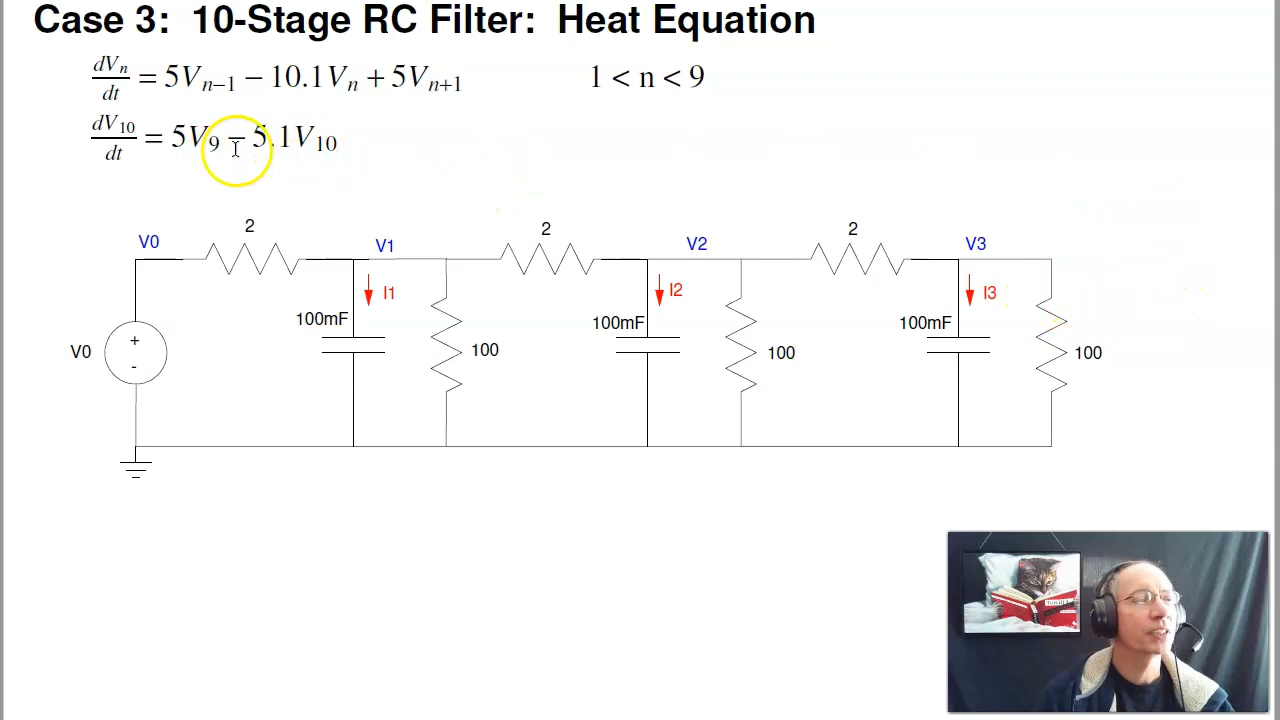 Case 3: 10-Stage RC Filter: Heat Equation
dVn/dt = 5Vn−1 − 10.1Vn + 5Vn+1 1 < n < 9
dV10/dt = 5V9 − 5.1V10
2 2 2
V0 V1 V2 V3
I1 I2 I3
100mF 100mF 100mF
V0 + - 100 100 100